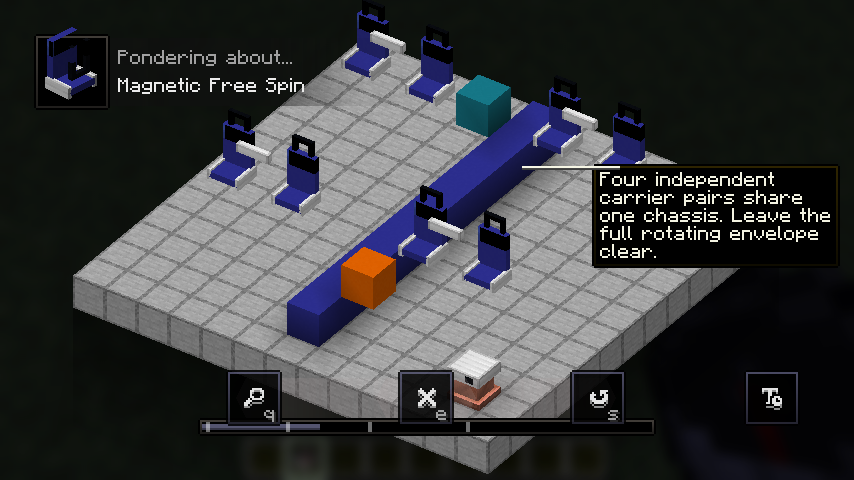 Pondering about...
Magnetic Free Spin
Four independent
carrier pairs share
one chassis. Leave the
full rotating envelope
clear.
q
e
s
T